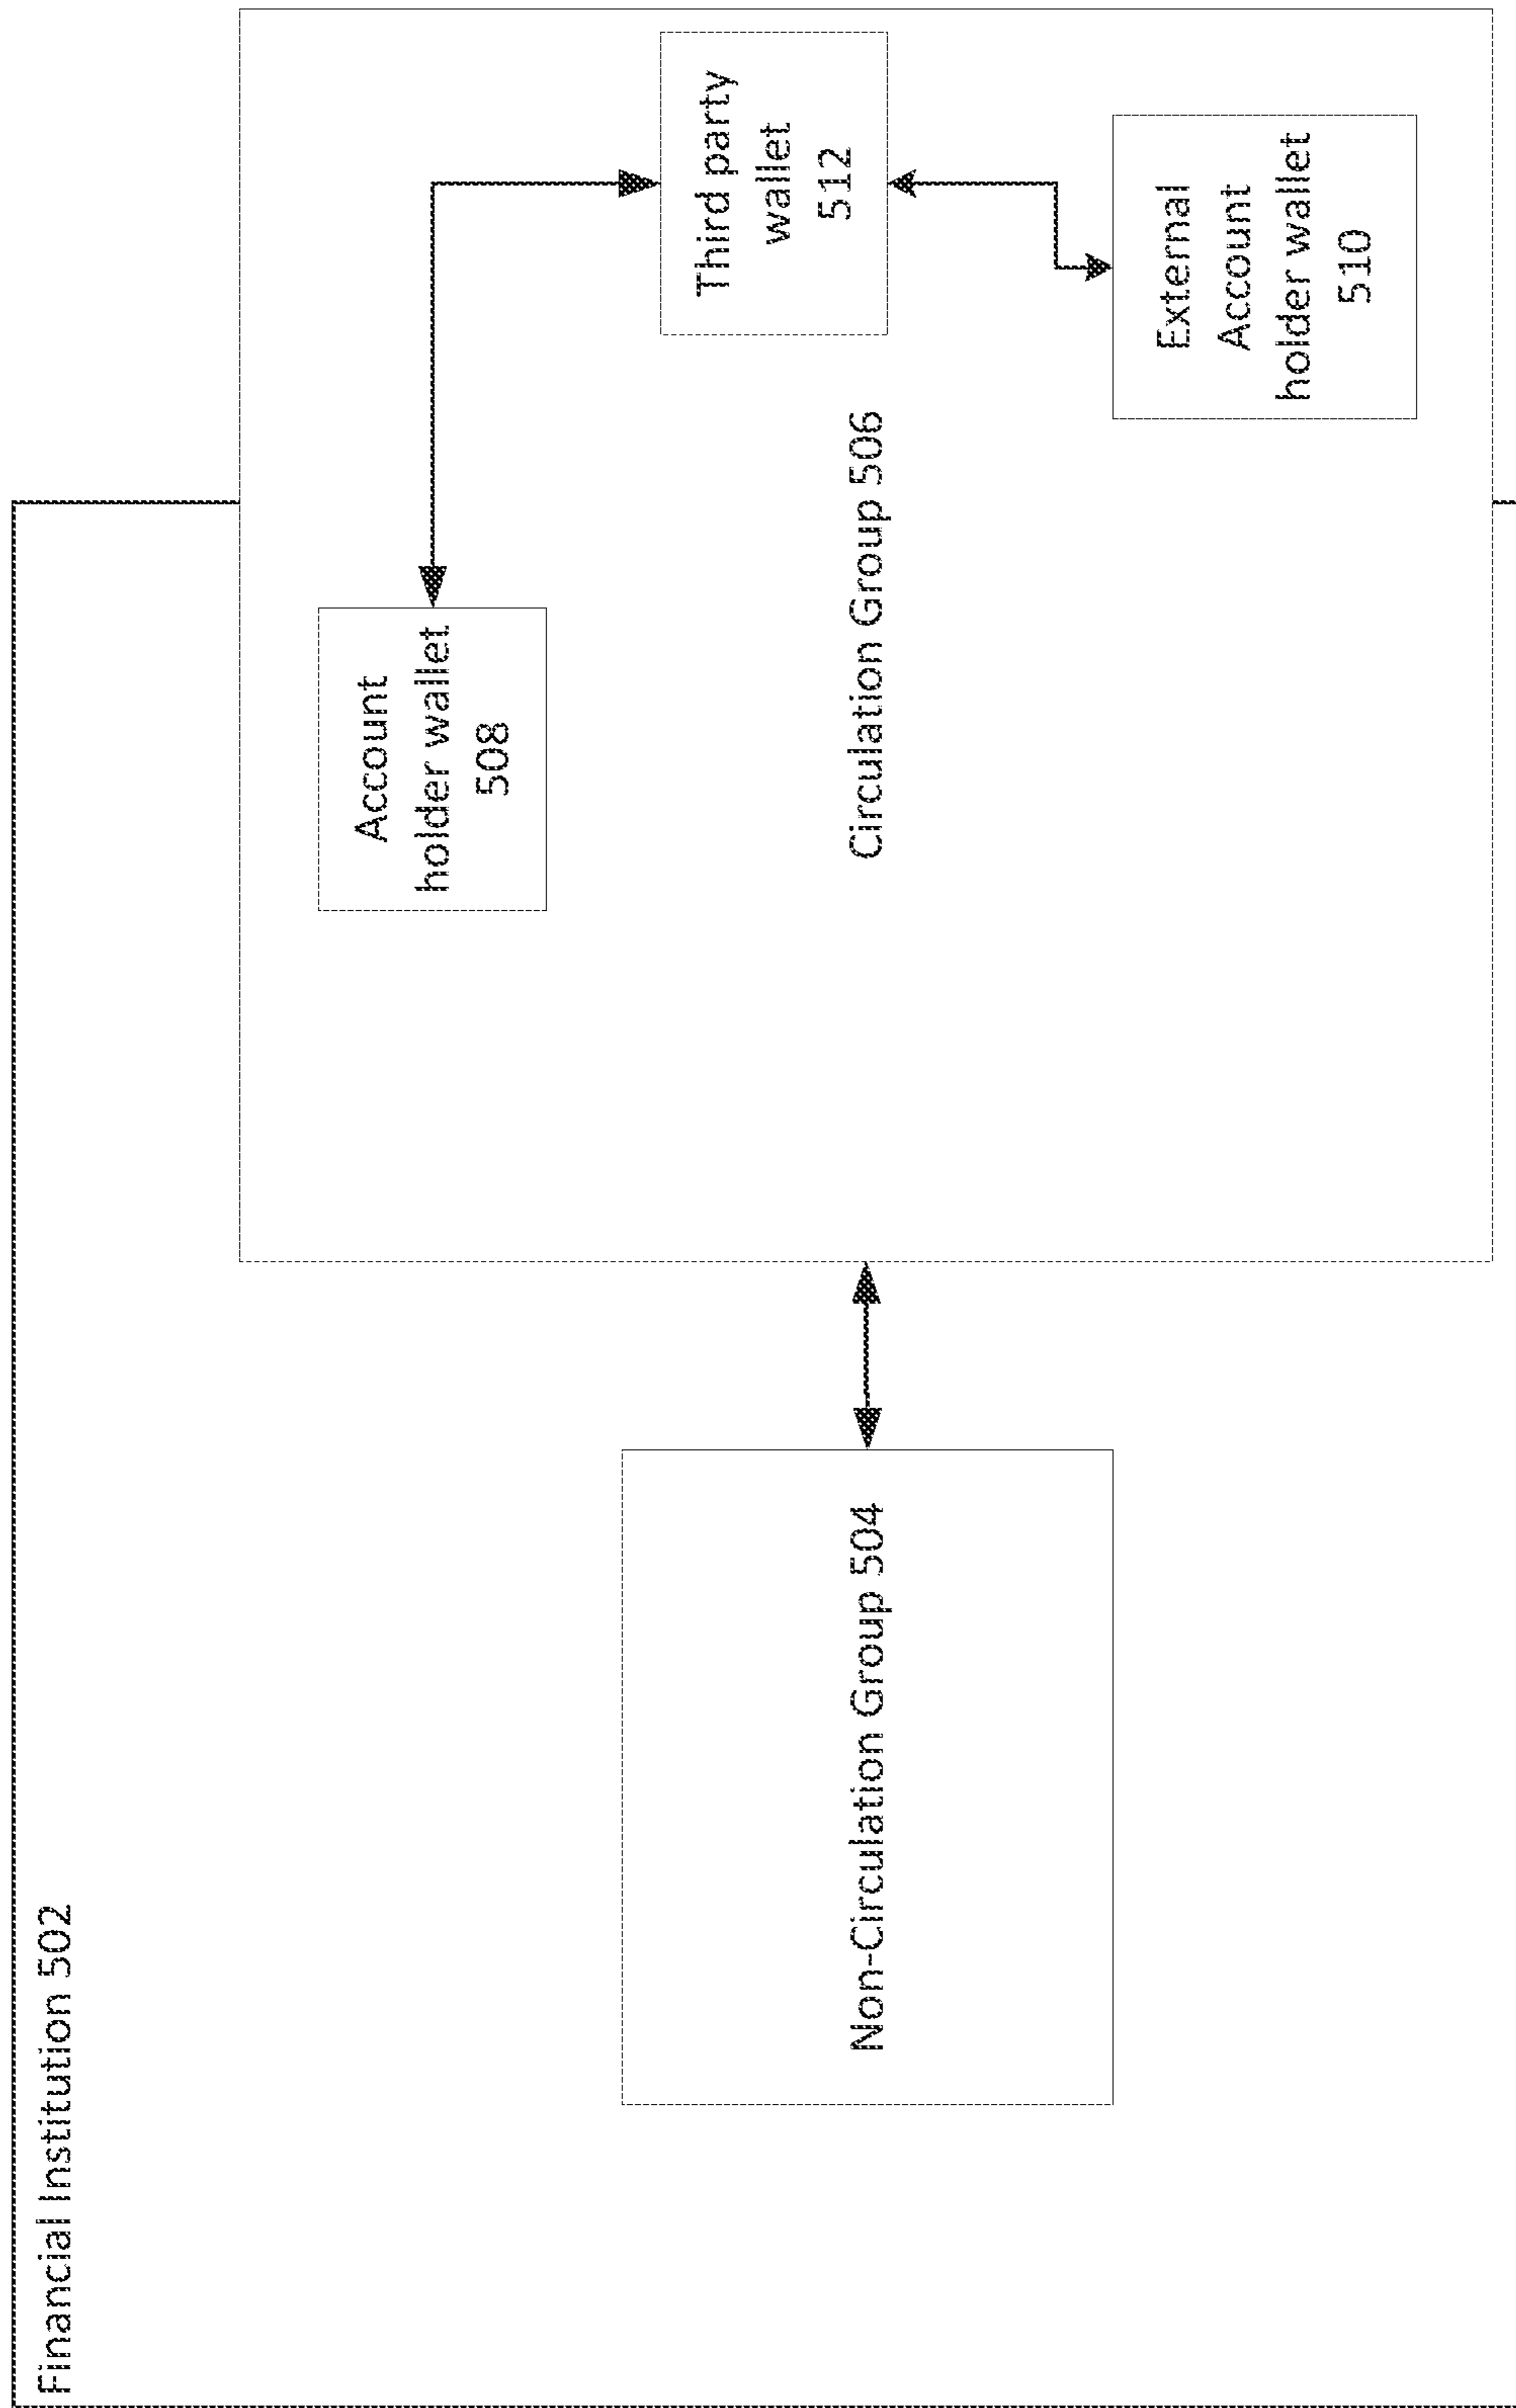 Financial Institution 502
Non-Circulation Group 504
Circulation Group 506
Account
holder wallet
508
Third party
wallet
512
External
Account
holder wallet
510